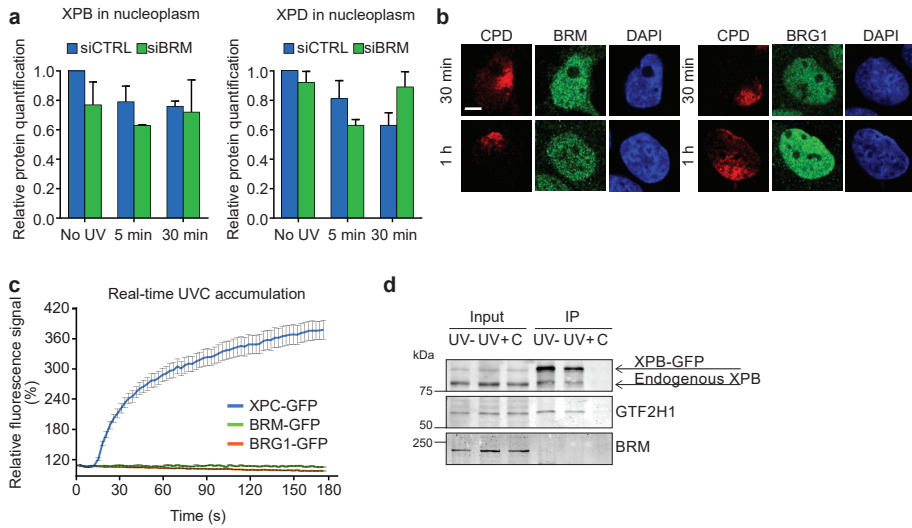 a
XPB in nucleoplasm
siCTRL siBRM
Relative protein quantification
1.0
0.8
0.6
0.4
0.2
0.0
No UV 5 min 30 min
XPD in nucleoplasm
siCTRL siBRM
Relative protein quantification
1.0
0.8
0.6
0.4
0.2
0.0
No UV 5 min 30 min
b
CPD BRM DAPI CPD BRG1 DAPI
30 min
1 h
30 min
1 h
c
Real-time UVC accumulation
Relative fluorescence signal
(%)
420
360
300
240
180
120
60
XPC-GFP
BRM-GFP
BRG1-GFP
30 60 90 120 150 180
Time (s)
d
Input IP
UV- UV+ C UV- UV+ C
kDa
75
50
250
XPB-GFP
Endogenous XPB
GTF2H1
BRM